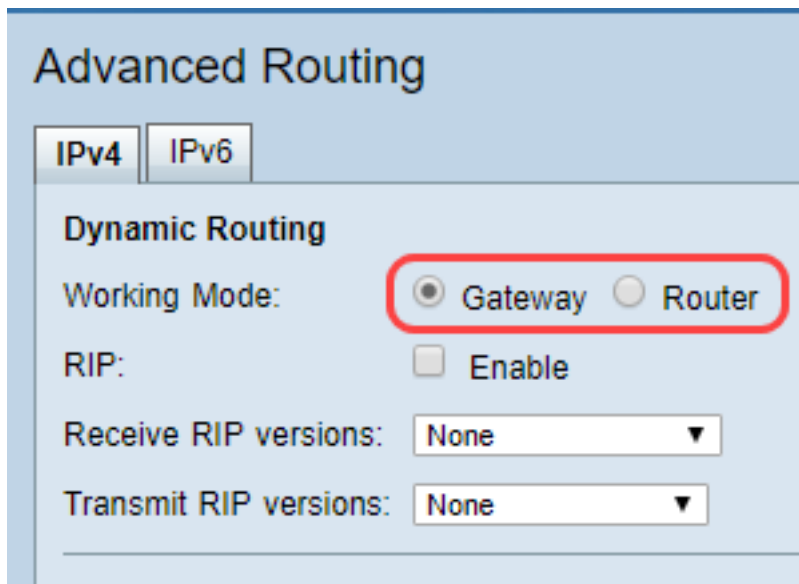 Advanced Routing
IPv4 IPv6
Dynamic Routing
Working Mode: Gateway Router
RIP: Enable
Receive RIP versions: None
Transmit RIP versions: None